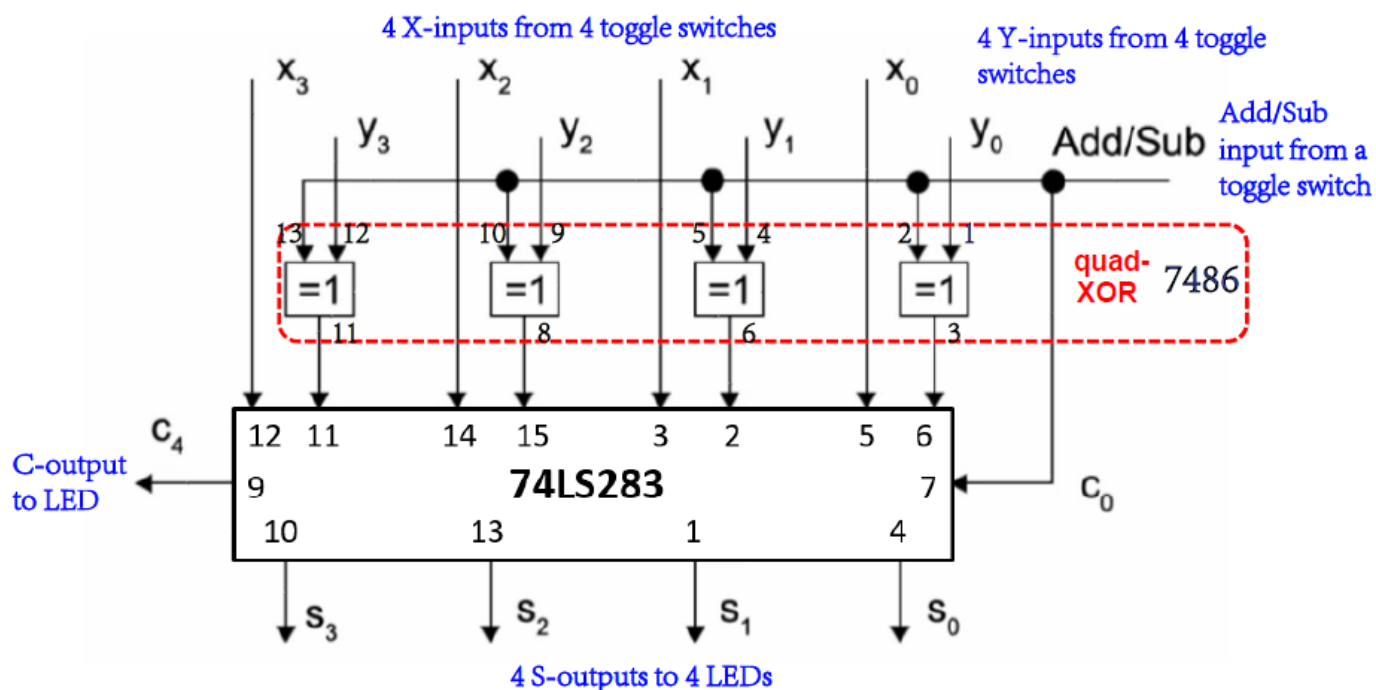 4 X-inputs from 4 toggle switches
4 Y-inputs from 4 toggle
switches
x₃ x₂ x₁ x₀
y₃ y₂ y₁ y₀ Add/Sub
Add/Sub
input from a
toggle switch
13 12 10 9 5 4 2 1
=1 =1 =1 =1
quad-
XOR
7486
11 8 6 3
c₄
C-output
to LED
12 11 14 15 3 2 5 6
9 74LS283 7
c₀
10 13 1 4
s₃ s₂ s₁ s₀
4 S-outputs to 4 LEDs